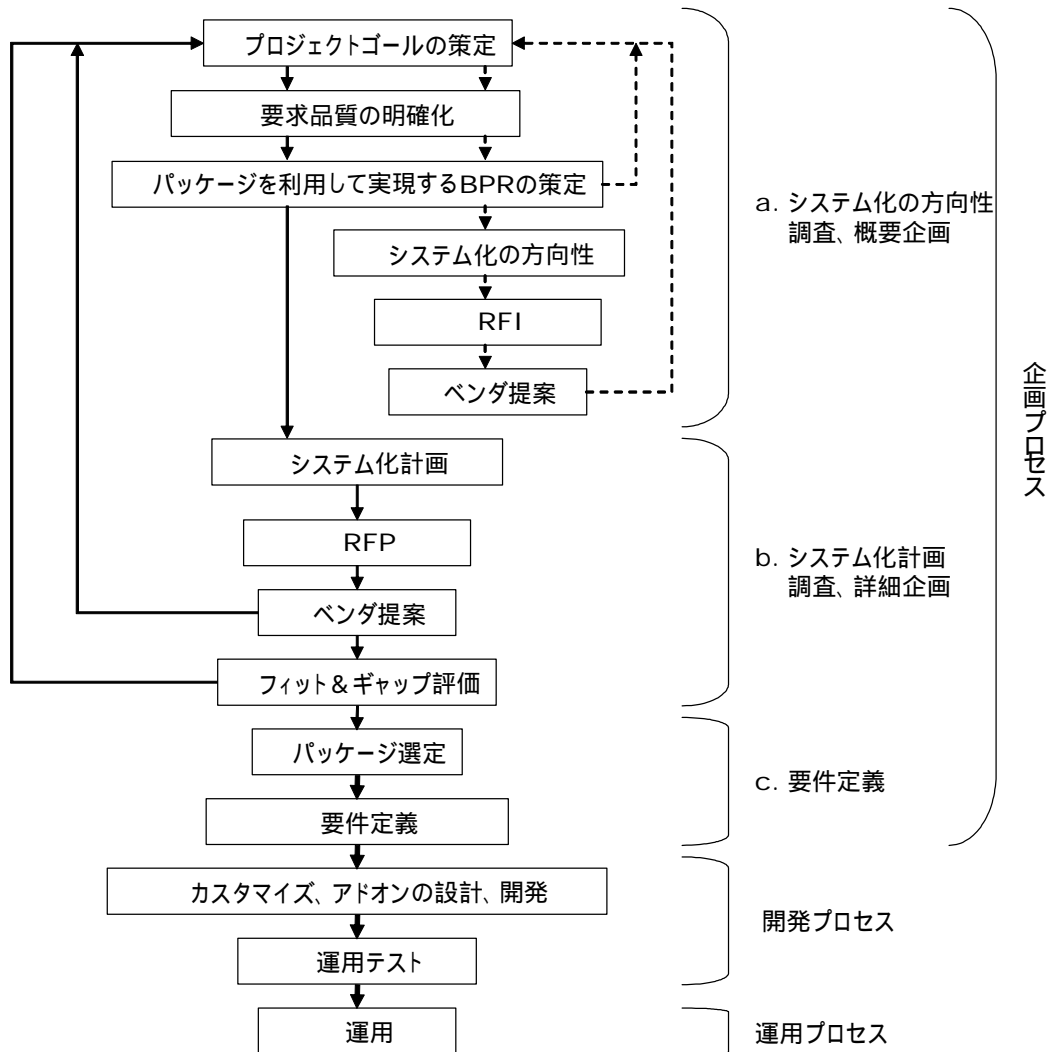 プロジェクトゴールの策定
要求品質の明確化
パッケージを利用して実現するBPRの策定
システム化の方向性
RFI
ベンダ提案
a. システム化の方向性
調査、概要企画
システム化計画
RFP
ベンダ提案
フィット＆ギャップ評価
b. システム化計画
調査、詳細企画
パッケージ選定
要件定義
c. 要件定義
企画プロセス
カスタマイズ、アドオンの設計、開発
運用テスト
開発プロセス
運用
運用プロセス